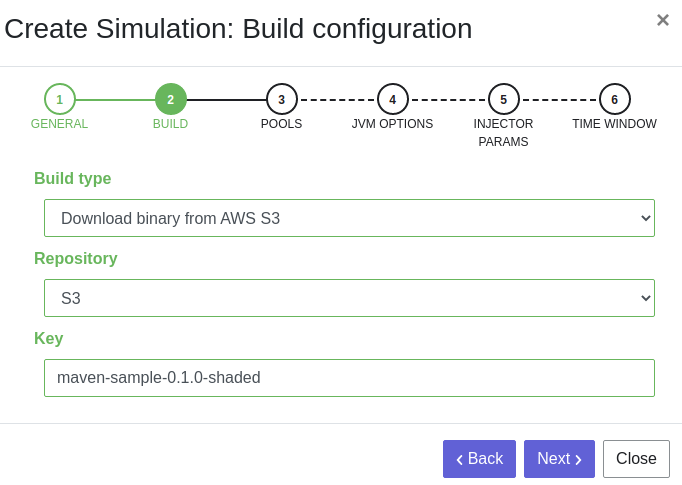 Create Simulation: Build configuration
×
1 2 3 4 5 6
GENERAL BUILD POOLS JVM OPTIONS INJECTOR PARAMS TIME WINDOW
Build type
Download binary from AWS S3
Repository
S3
Key
maven-sample-0.1.0-shaded
Back Next Close